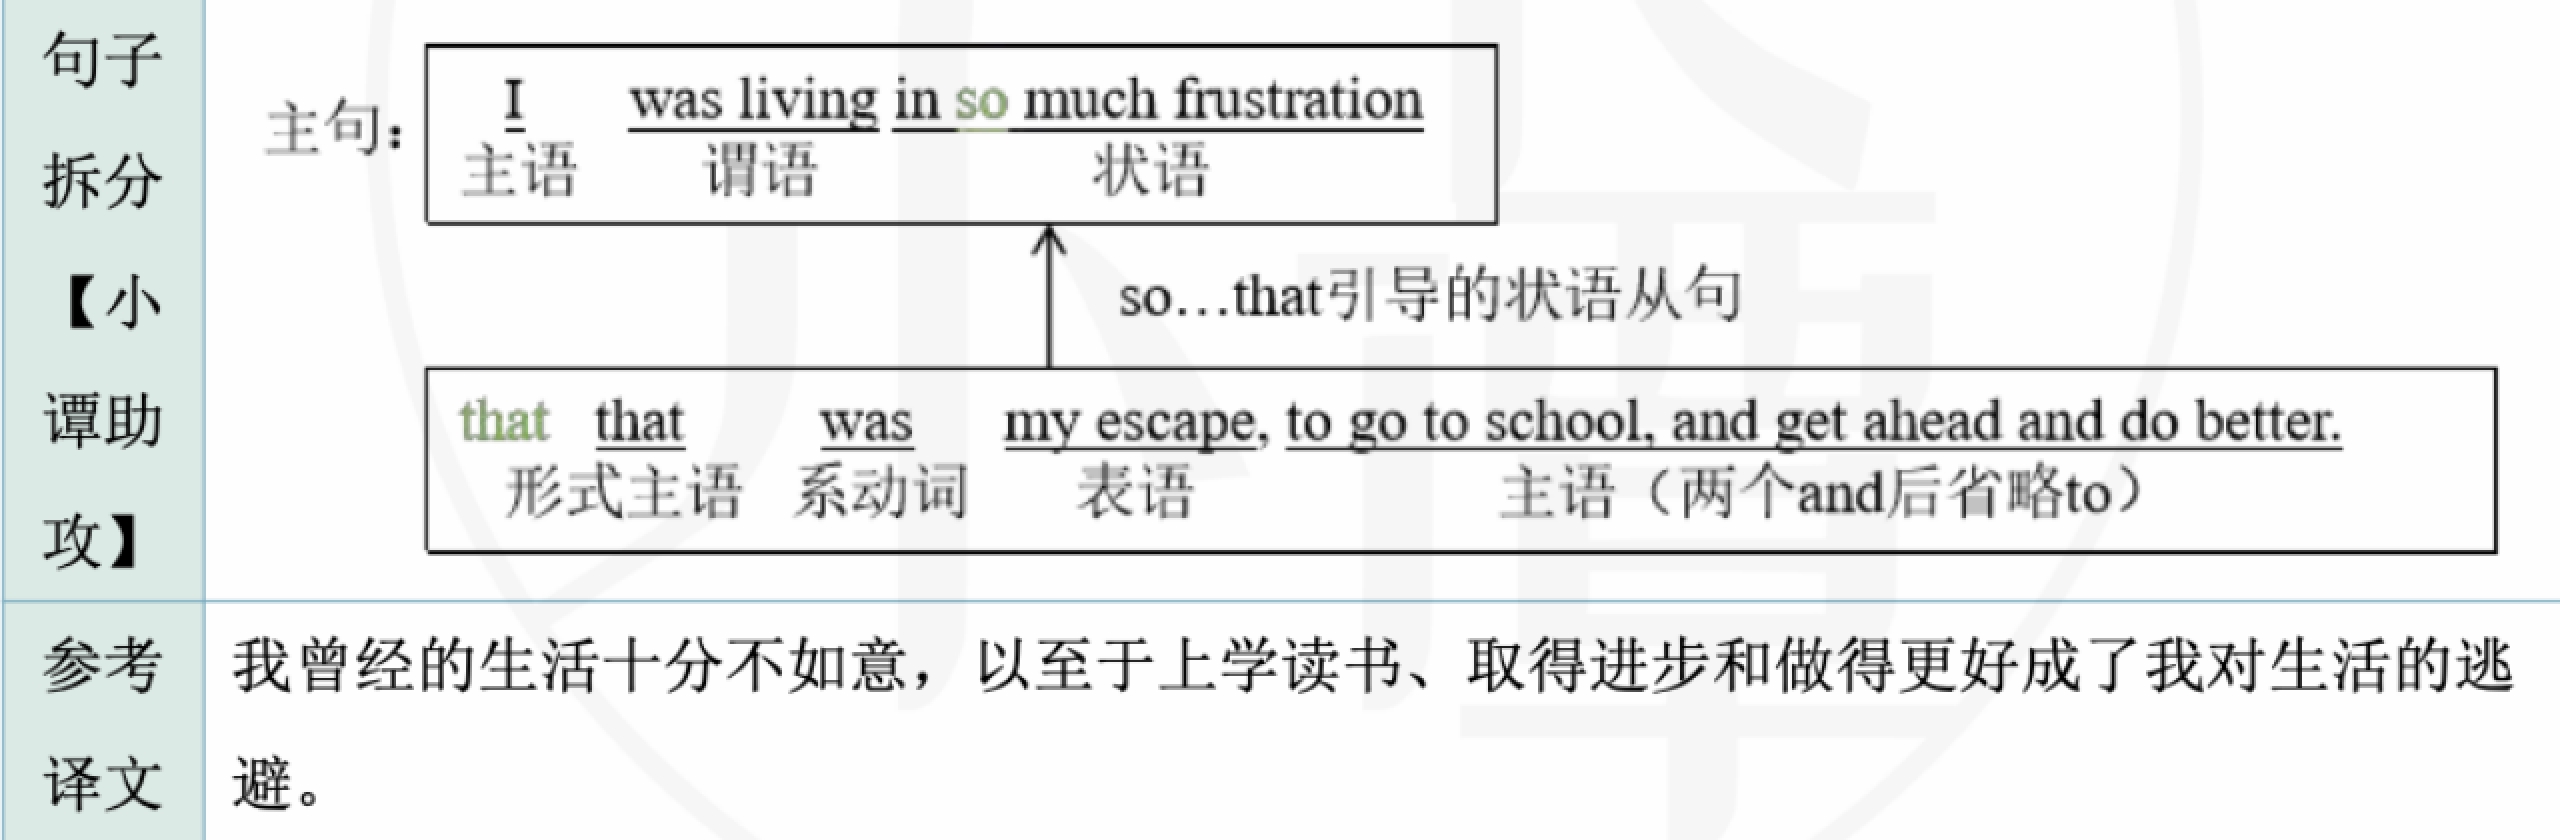 句子
拆分
【小
谭助
攻】
主句：
I was living in so much frustration
主语 谓语 状语
so…that引导的状语从句
that that was my escape, to go to school, and get ahead and do better.
形式主语 系动词 表语 主语（两个and后省略to）
参考
译文
我曾经的生活十分不如意，以至于上学读书、取得进步和做得更好成了我对生活的逃
避。